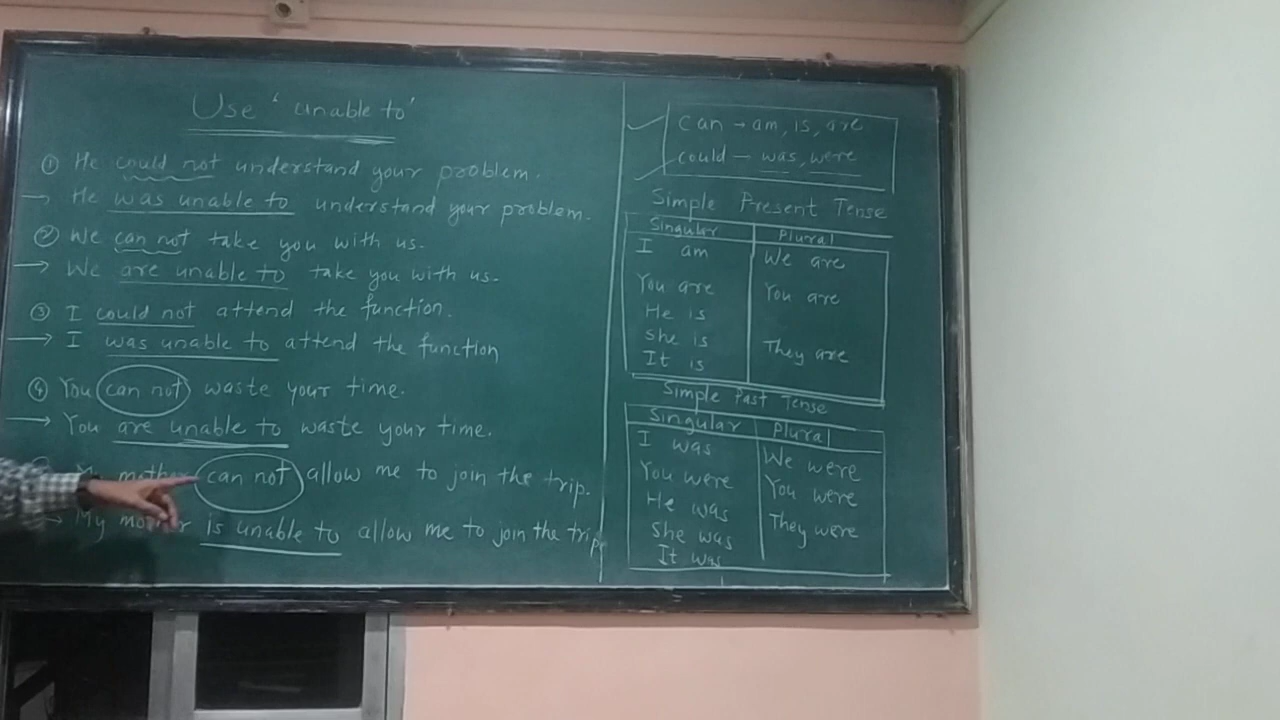 Use 'unable to'
① He could not understand your problem.
→ He was unable to understand your problem.
② We can not take you with us.
→ We are unable to take you with us.
③ I could not attend the function.
→ I was unable to attend the function
④ You can not waste your time.
→ You are unable to waste your time.
My mother can not allow me to join the trip.
→ My mother is unable to allow me to join the trip
can → am, is, are
could — was, were
Simple Present Tense
Singular Plural
I am We are
You are You are
He is
She is They are
It is
Simple Past Tense
Singular Plural
I was We were
You were You were
He was They were
She was
It was